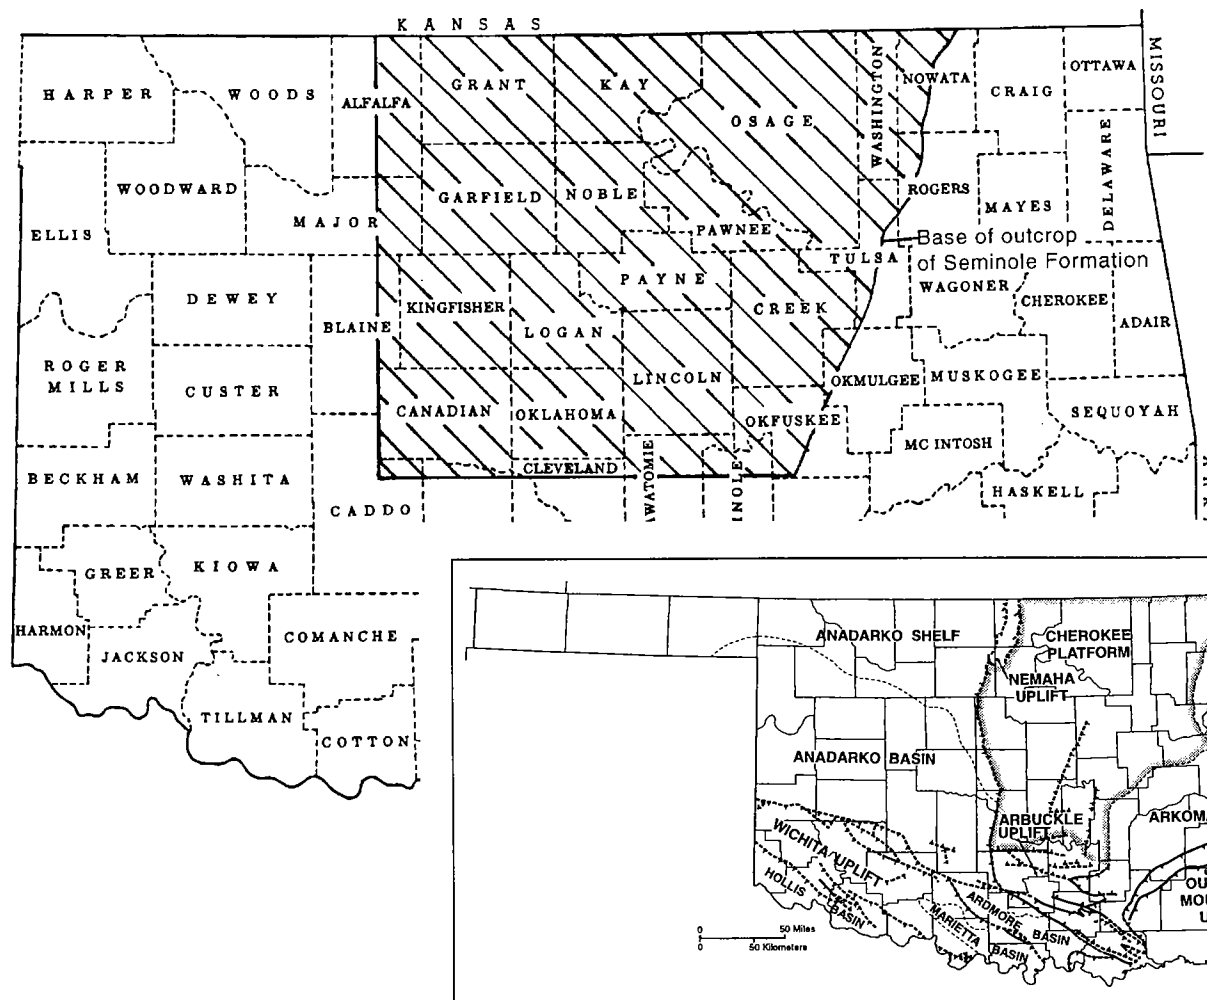 KANSAS
HARPER
WOODS
ALFALFA
GRANT
KAY
OSAGE
WASHINGTON
NOWATA
CRAIG
OTTAWA
MISSOURI
WOODWARD
MAJOR
GARFIELD
NOBLE
PAWNEE
ROGERS
MAYES
DELAWARE
ELLIS
Base of outcrop
of Seminole Formation
TULSA
WAGONER
CHEROKEE
ADAIR
DEWEY
BLAINE
KINGFISHER
LOGAN
PAYNE
CREEK
ROGER
MILLS
CUSTER
CANADIAN
OKLAHOMA
LINCOLN
OKFUSKEE
OKMULGEE
MUSKOGEE
SEQUOYAH
MC INTOSH
HASKELL
BECKHAM
WASHITA
CADDO
CLEVELAND
AWATOMIE
INOLE
GREER
KIOWA
HARMON
JACKSON
COMANCHE
TILLMAN
COTTON
ANADARKO SHELF
CHEROKEE
PLATFORM
NEMAHA
UPLIFT
ANADARKO BASIN
ARBUCKLE
UPLIFT
ARKOMA
WICHITA UPLIFT
HOLLIS
BASIN
ARDMORE
BASIN
MARIETTA
BASIN
OU
MOU
U
0 50 Miles
0 50 Kilometers